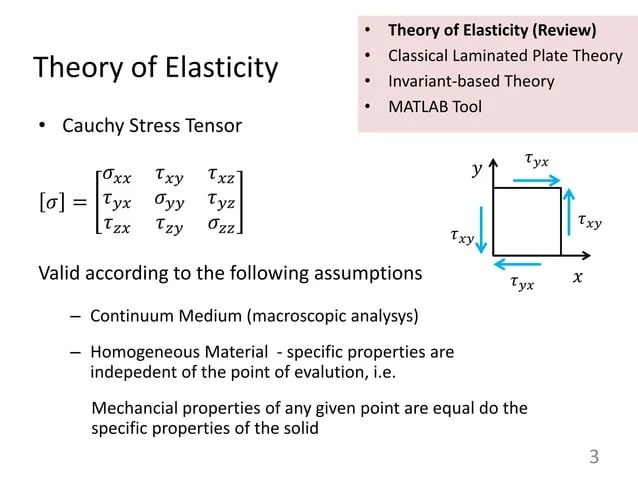 • Theory of Elasticity (Review)
• Classical Laminated Plate Theory
• Invariant-based Theory
• MATLAB Tool
Theory of Elasticity
• Cauchy Stress Tensor
[σ] = [σxx τxy τxz
τyx σyy τyz
τzx τzy σzz]
y
τyx
τxy
τxy
τyx
x
Valid according to the following assumptions
– Continuum Medium (macroscopic analysys)
– Homogeneous Material - specific properties are
indepedent of the point of evalution, i.e.
Mechancial properties of any given point are equal do the
specific properties of the solid
3